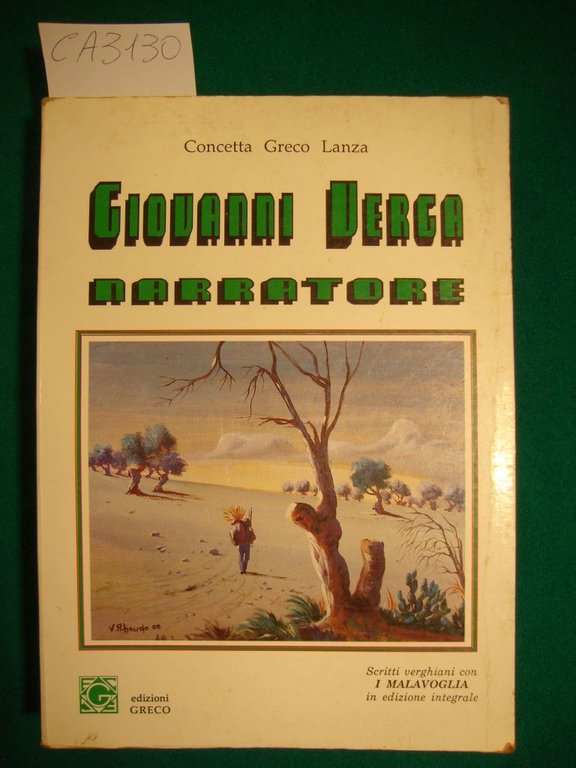 CA3130
Concetta Greco Lanza
GIOVANNI VERGA
NARRATORE
Scritti verghiani con
I MALAVOGLIA
in edizione integrale
G
edizioni
GRECO